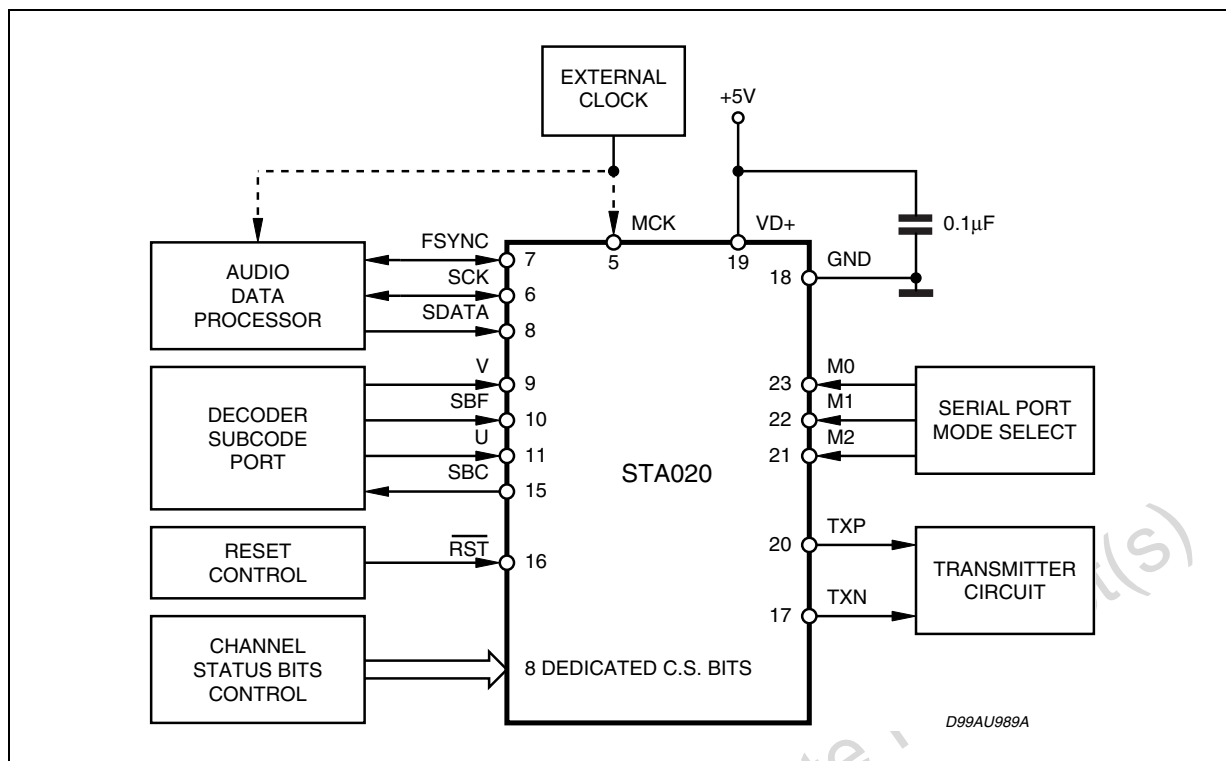 EXTERNAL
CLOCK
+5V
MCK
VD+
0.1μF
5
19
GND
18
AUDIO
DATA
PROCESSOR
FSYNC
7
SCK
6
SDATA
8
DECODER
SUBCODE
PORT
V
9
SBF
10
U
11
SBC
15
STA020
M0
23
M1
22
M2
21
SERIAL PORT
MODE SELECT
RESET
CONTROL
RST
16
TXP
20
TXN
17
TRANSMITTER
CIRCUIT
CHANNEL
STATUS BITS
CONTROL
8 DEDICATED C.S. BITS
D99AU989A